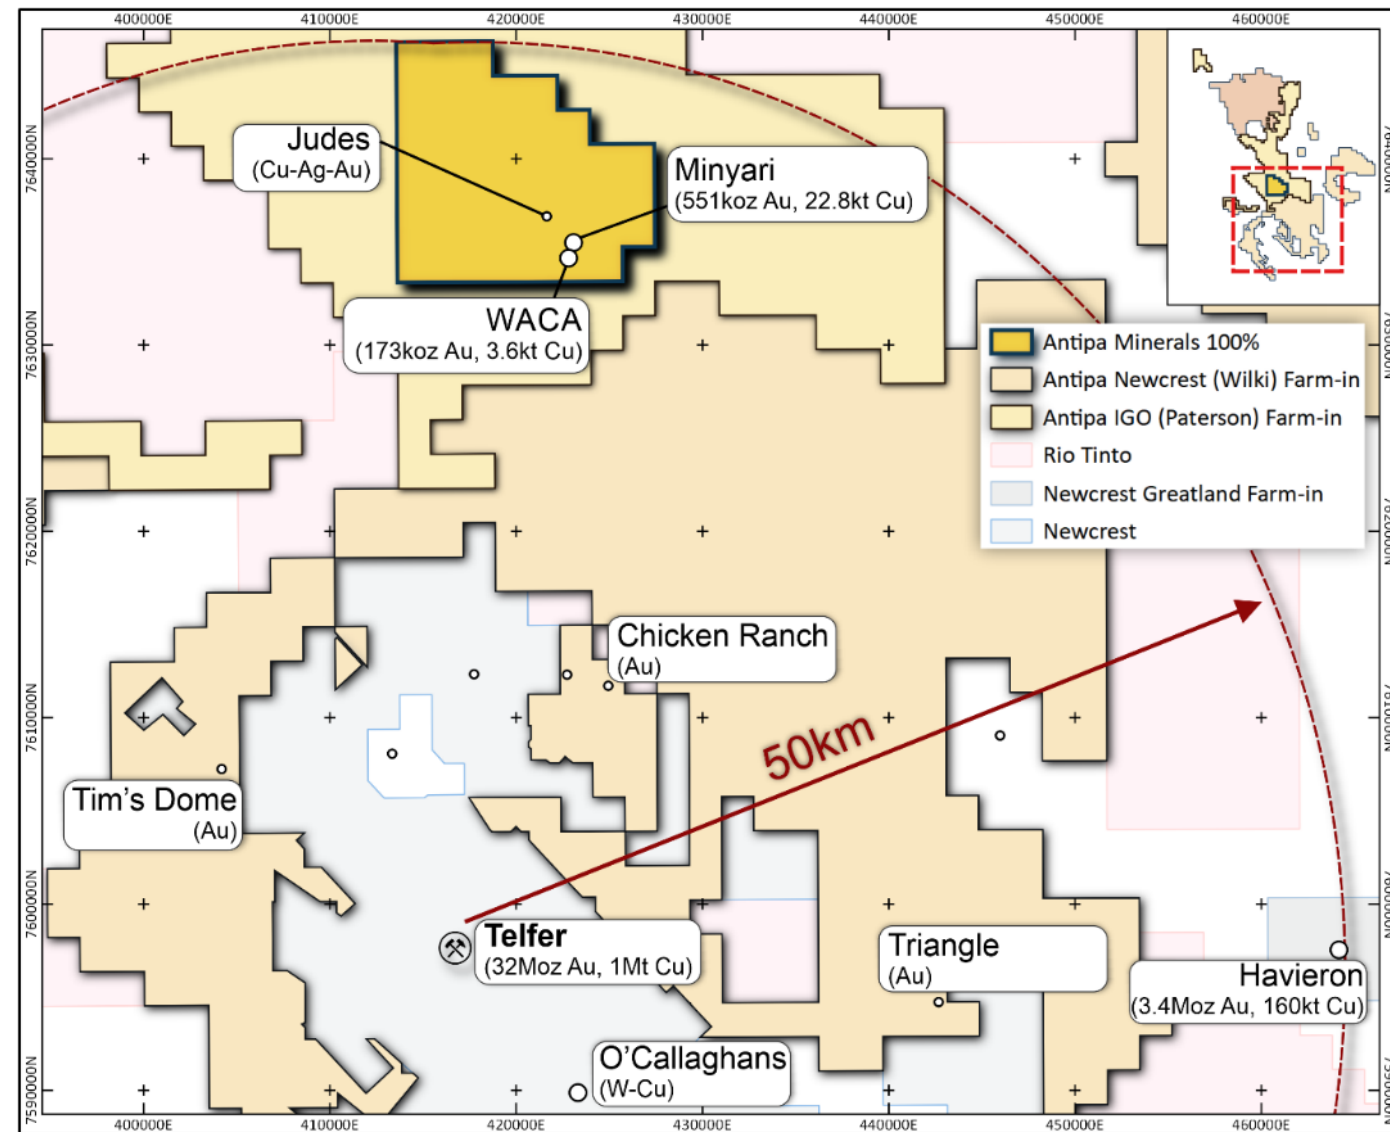 400000E 410000E 420000E 430000E 440000E 450000E 460000E
7640000N
7630000N
7620000N
7610000N
7600000N
7590000N
Judes
(Cu-Ag-Au)
Minyari
(551koz Au, 22.8kt Cu)
WACA
(173koz Au, 3.6kt Cu)
Antipa Minerals 100%
Antipa Newcrest (Wilki) Farm-in
Antipa IGO (Paterson) Farm-in
Rio Tinto
Newcrest Greatland Farm-in
Newcrest
Chicken Ranch
(Au)
50km
Tim's Dome
(Au)
Telfer
(32Moz Au, 1Mt Cu)
Triangle
(Au)
Havieron
(3.4Moz Au, 160kt Cu)
O'Callaghans
(W-Cu)
400000E 410000E 420000E 430000E 440000E 450000E 460000E